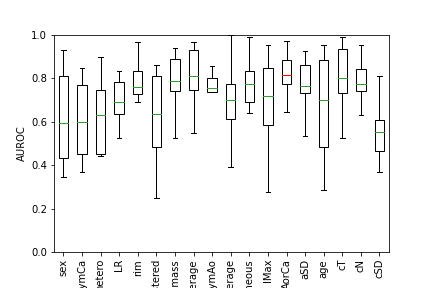 1.0
0.8
0.6
0.4
0.2
0.0
AUROC
sex
ymCa
etero
LR
rim
tered
mass
erage
ymAo
erage
neous
IMax
AorCa
aSD
age
cT
cN
cSD